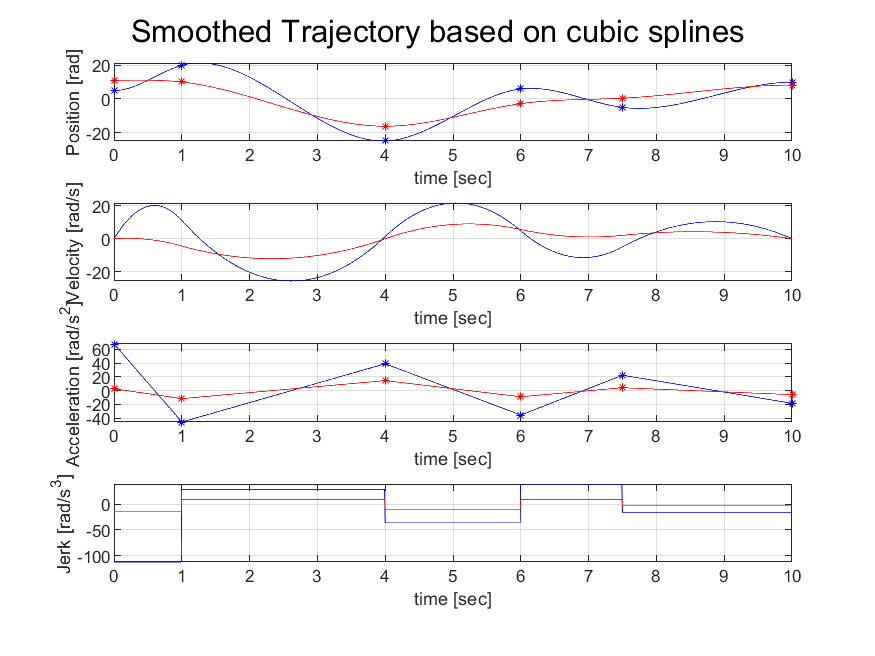 Smoothed Trajectory based on cubic splines
Position [rad]
20
0
-20
0 1 2 3 4 5 6 7 8 9 10
time [sec]
Velocity [rad/s]
20
0
-20
0 1 2 3 4 5 6 7 8 9 10
time [sec]
Acceleration [rad/s^2]
60
40
20
0
-20
-40
0 1 2 3 4 5 6 7 8 9 10
time [sec]
Jerk [rad/s^3]
0
-50
-100
0 1 2 3 4 5 6 7 8 9 10
time [sec]